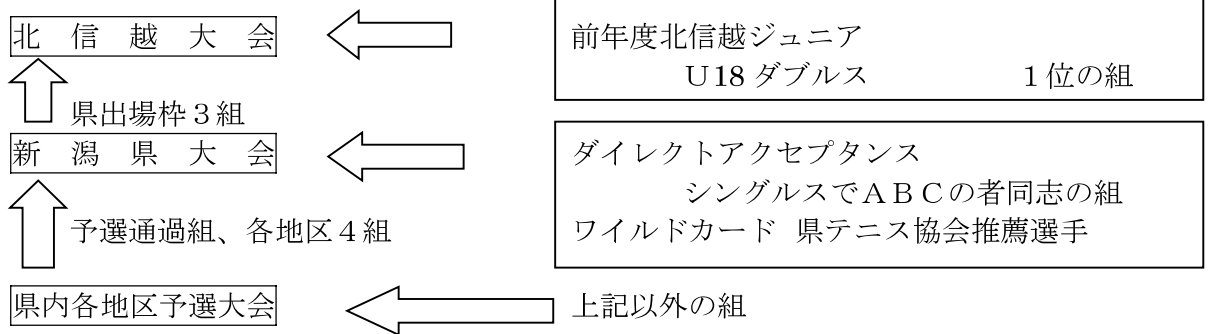 北信越大会
前年度北信越ジュニア
U18ダブルス 1位の組
県出場枠3組
新潟県大会
ダイレクトアクセプタンス
シングルスでABCの者同志の組
ワイルドカード 県テニス協会推薦選手
予選通過組、各地区4組
県内各地区予選大会
上記以外の組